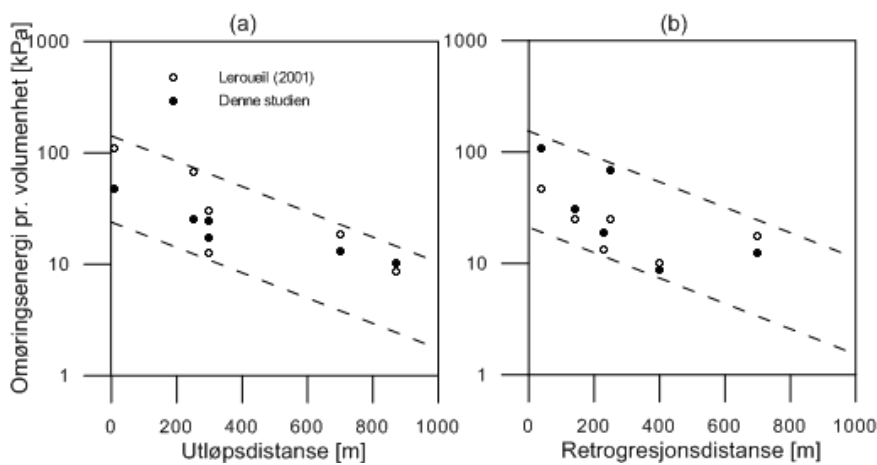 (a)
(b)
Omøringsenergi pr. volumenhet [kPa]
1000
100
10
1
Leroueil (2001)
Denne studien
0 200 400 600 800 1000
Utløpsdistanse [m]
1000
100
10
1
0 200 400 600 800 1000
Retrogresjonsdistanse [m]